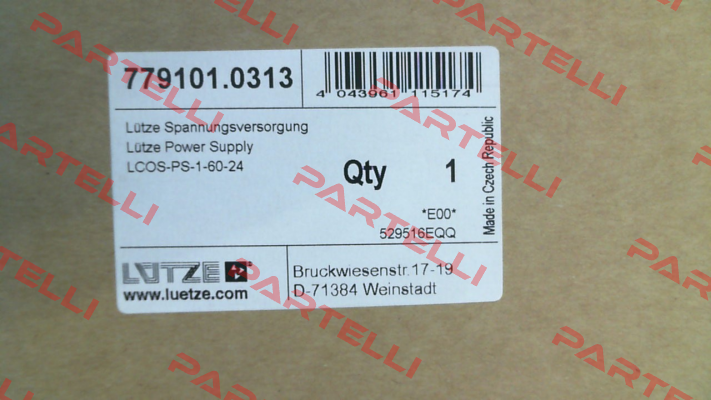 779101.0313
4 043961 115174
Lütze Spannungsversorgung
Lütze Power Supply
LCOS-PS-1-60-24
Qty 1
*E00*
529516EQQ
Made in Czech Republic
LÜTZE
www.luetze.com
Bruckwiesenstr.17-19
D-71384 Weinstadt
PARTELLI
PARTELLI
PARTELLI
PARTELLI
PARTELLI
PARTELLI
PARTELLI
PARTELLI